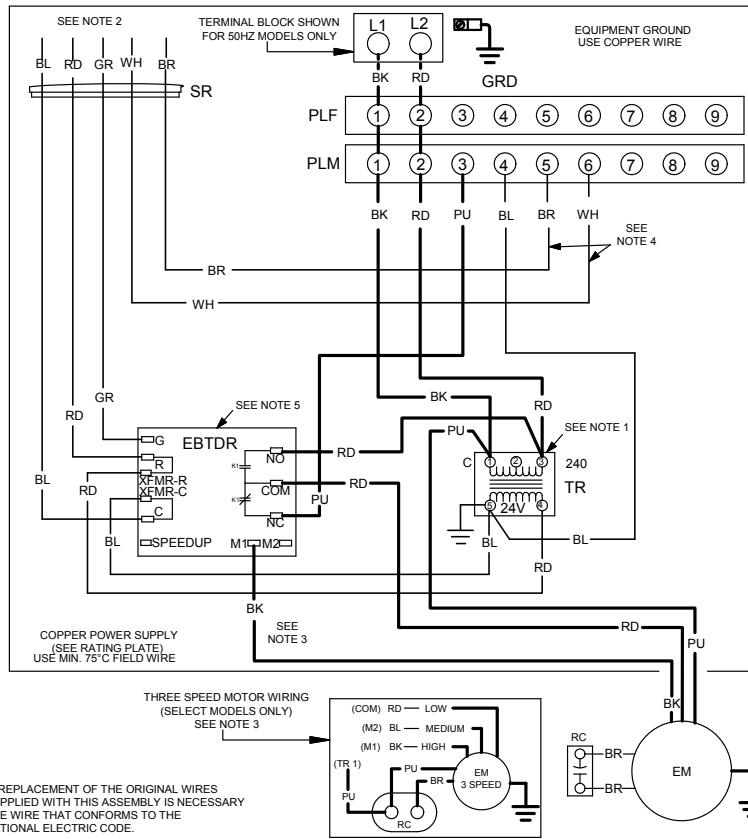 SEE NOTE 2
TERMINAL BLOCK SHOWN
FOR 50HZ MODELS ONLY
L1 L2
EQUIPMENT GROUND
USE COPPER WIRE
BL RD GR WH BR
SR
BK RD
GRD
PLF 1 2 3 4 5 6 7 8 9
PLM 1 2 3 4 5 6 7 8 9
BK RD PU BL BR WH
SEE
NOTE 4
BR
WH
GR
BK
RD
SEE NOTE 5
RD
PU
SEE NOTE 1
EBTDR
G
R
XFMR-R
XFMR-C
C
SPEEDUP
M1 M2
K1
K1
NO
COM
NC
RD
RD
PU
C 1 2 3 240
TR
5 24V 4
BL
RD
BL
BL
BL
RD
BK
SEE
NOTE 3
RD
PU
COPPER POWER SUPPLY
(SEE RATING PLATE)
USE MIN. 75°C FIELD WIRE
BK
THREE SPEED MOTOR WIRING
(SELECT MODELS ONLY)
SEE NOTE 3
(COM) RD LOW
(M2) BL MEDIUM
(M1) BK HIGH
(TR 1)
PU
PU
BR
EM
3 SPEED
RC
RC
BR
BR
EM
REPLACEMENT OF THE ORIGINAL WIRES
PPLIED WITH THIS ASSEMBLY IS NECESSARY
E WIRE THAT CONFORMS TO THE
TIONAL ELECTRIC CODE.